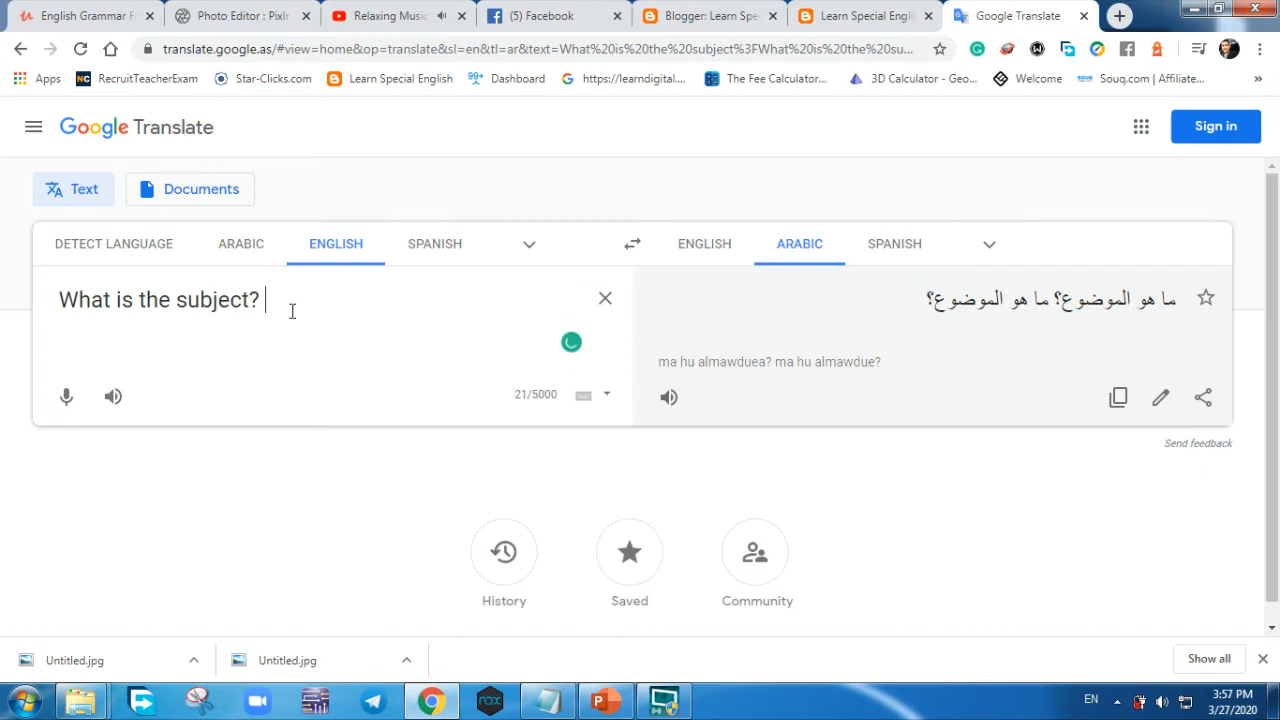 English Grammar F
Photo Editor: Pixlr
Relaxing Mus
(5) Facebook
Blogger: Learn Spe
Learn Special Engli
Google Translate
translate.google.as/#view=home&op=translate&sl=en&tl=ar&text=What%20is%20the%20subject%3FWhat%20is%20the%20su...
Apps
NC RecruitTeacherExam
Star-Clicks.com
Learn Special English
99+ Dashboard
https://learndigital....
The Fee Calculator...
3D Calculator - Geo...
Welcome
Souq.com | Affiliate...
»
Google Translate
Sign in
Text
Documents
DETECT LANGUAGE ARABIC ENGLISH SPANISH
ENGLISH ARABIC SPANISH
What is the subject?
ما هو الموضوع؟ ما هو الموضوع؟
ma hu almawduea? ma hu almawdue?
21/5000
Send feedback
History
Saved
Community
Untitled.jpg
Untitled.jpg
Show all
nox
EN
3:57 PM
3/27/2020